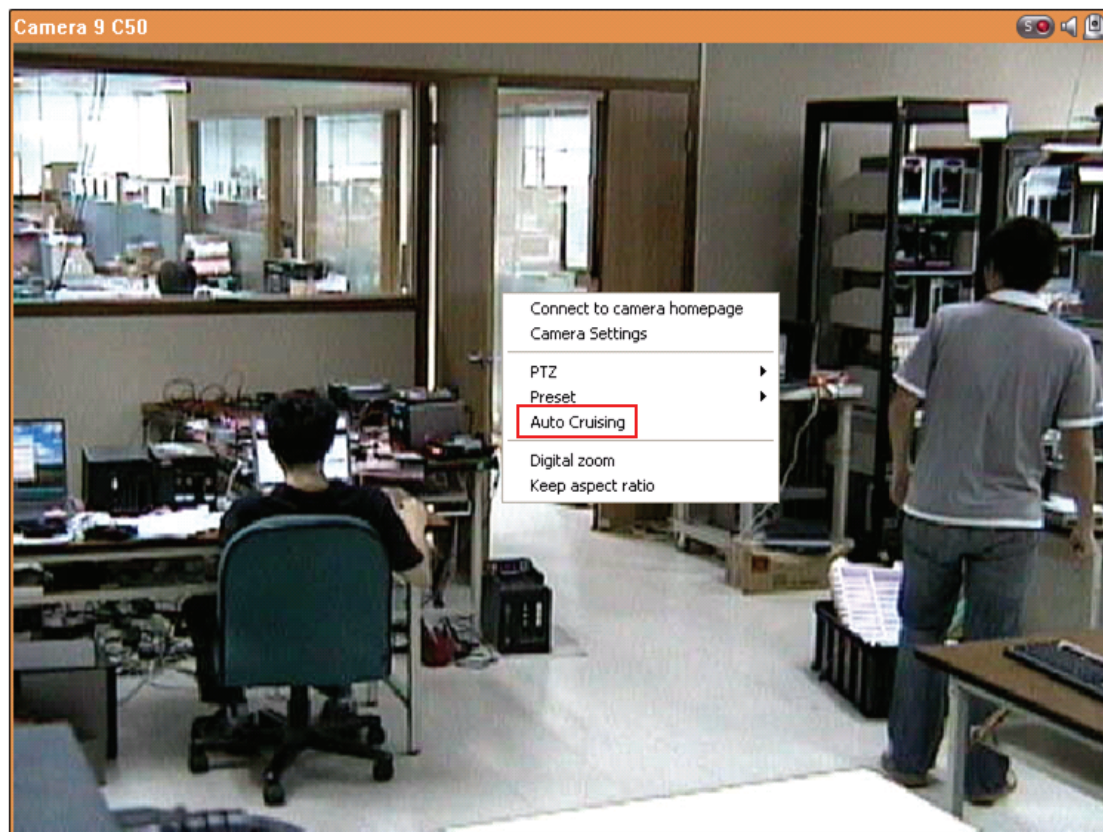 Camera 9 C50
S
Connect to camera homepage
Camera Settings
PTZ
Preset
Auto Cruising
Digital zoom
Keep aspect ratio